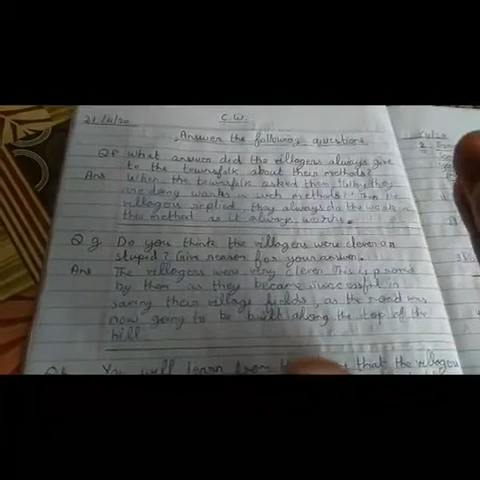 21/4/20 C.W.
Answer the following questions
Q f What answer did the villagers always give
to the townsfolk about their methods?
Ans When the townsfolk asked them, "Why they
are doing works in such methods?" Then the
villagers replied, they always do the work in
this method as it always works.
Q g Do you think the villagers were clever or
stupid? Give reason for your answer.
Ans The villagers were very clever. This is proved
by them as they became successful in
saving their village fields, as the road was
now going to be built along the top of the
hill.
You will learn from that the villagers